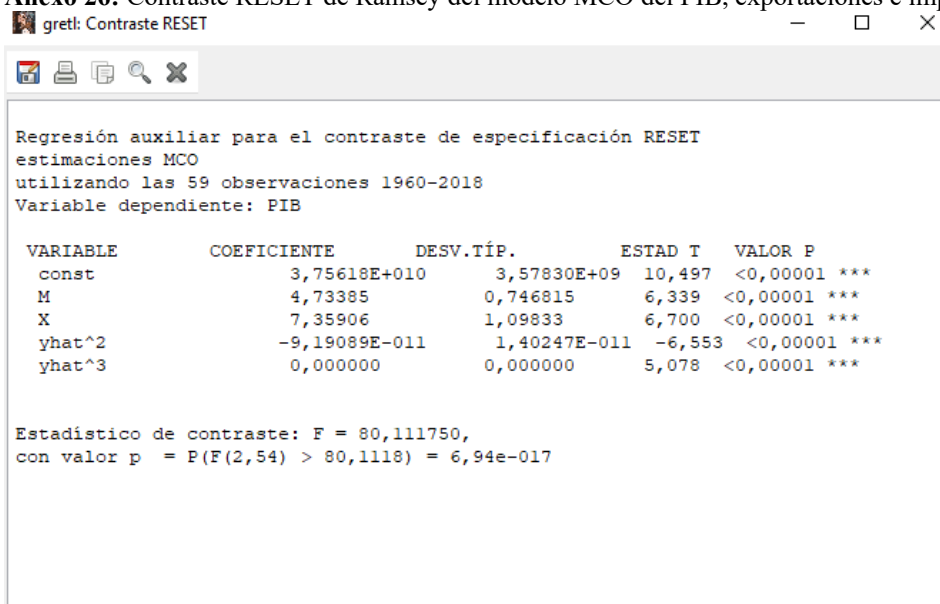 Anexo 20: Contraste RESET de Ramsey del modelo MCO del PIB, exportaciones e
gretl: Contraste RESET
Regresión auxiliar para el contraste de especificación RESET
estimaciones MCO
utilizando las 59 observaciones 1960-2018
Variable dependiente: PIB
VARIABLE COEFICIENTE DESV.TÍP. ESTAD T VALOR P
const 3,75618E+010 3,57830E+09 10,497 <0,00001 ***
M 4,73385 0,746815 6,339 <0,00001 ***
X 7,35906 1,09833 6,700 <0,00001 ***
yhat^2 -9,19089E-011 1,40247E-011 -6,553 <0,00001 ***
yhat^3 0,000000 0,000000 5,078 <0,00001 ***
Estadístico de contraste: F = 80,111750,
con valor p = P(F(2,54) > 80,1118) = 6,94e-017